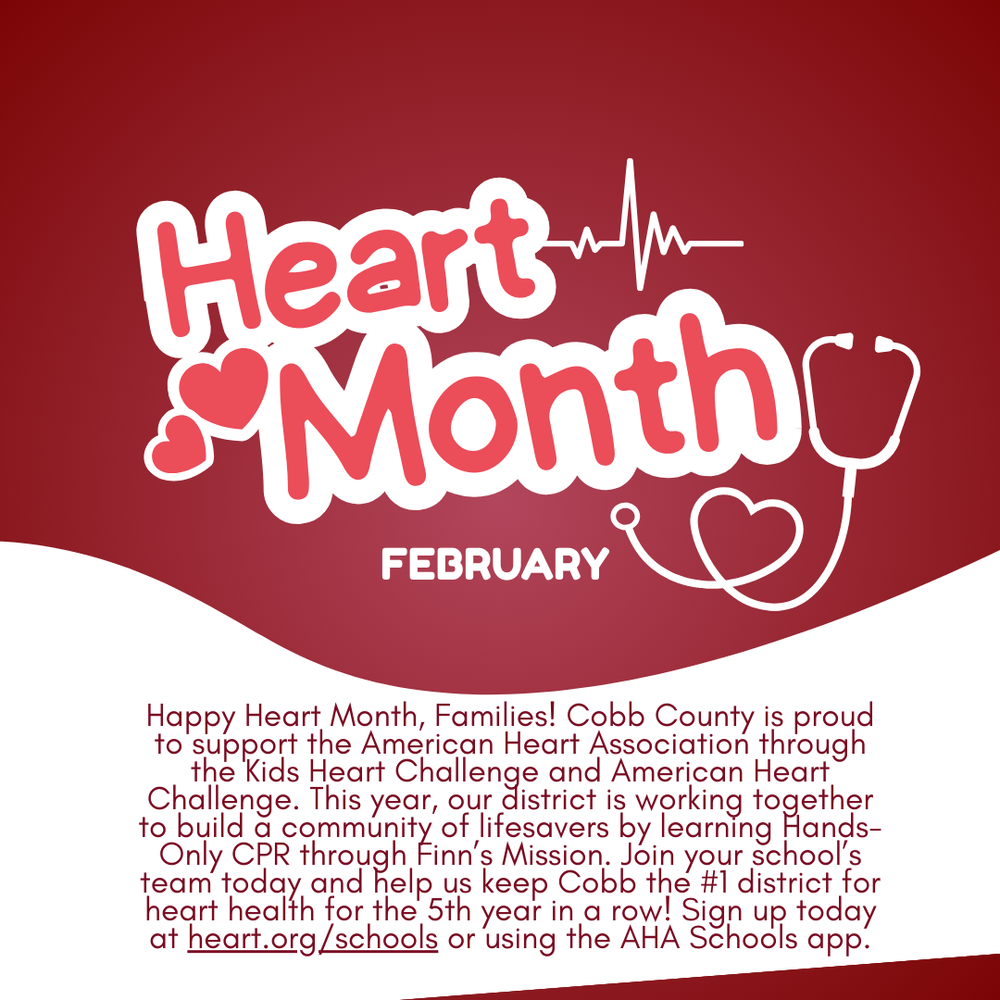 Heart
Month
FEBRUARY
Happy Heart Month, Families! Cobb County is proud
to support the American Heart Association through
the Kids Heart Challenge and American Heart
Challenge. This year, our district is working together
to build a community of lifesavers by learning Hands-
Only CPR through Finn's Mission. Join your school's
team today and help us keep Cobb the #1 district for
heart health for the 5th year in a row! Sign up today
at heart.org/schools or using the AHA Schools app.